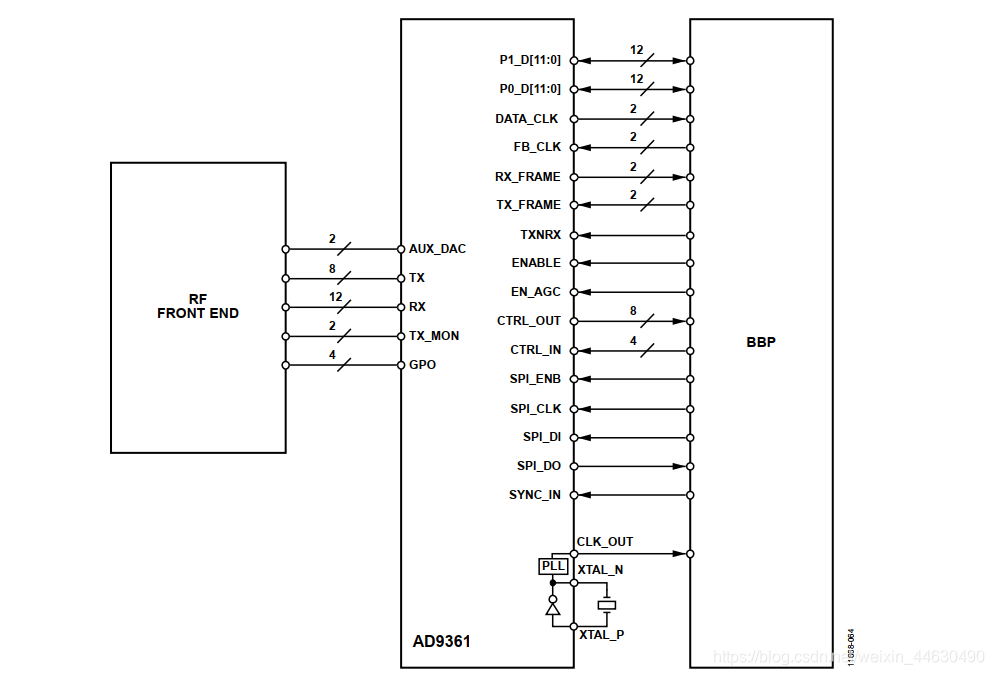 P1_D[11:0]
12
P0_D[11:0]
12
DATA_CLK
2
FB_CLK
2
RX_FRAME
2
TX_FRAME
2
TXNRX
ENABLE
EN_AGC
CTRL_OUT
8
CTRL_IN
4
SPI_ENB
SPI_CLK
SPI_DI
SPI_DO
SYNC_IN
CLK_OUT
PLL
XTAL_N
XTAL_P
AD9361
RF
FRONT END
2
AUX_DAC
8
TX
12
RX
2
TX_MON
4
GPO
BBP
https://blog.csdn.net/weixin_44630490